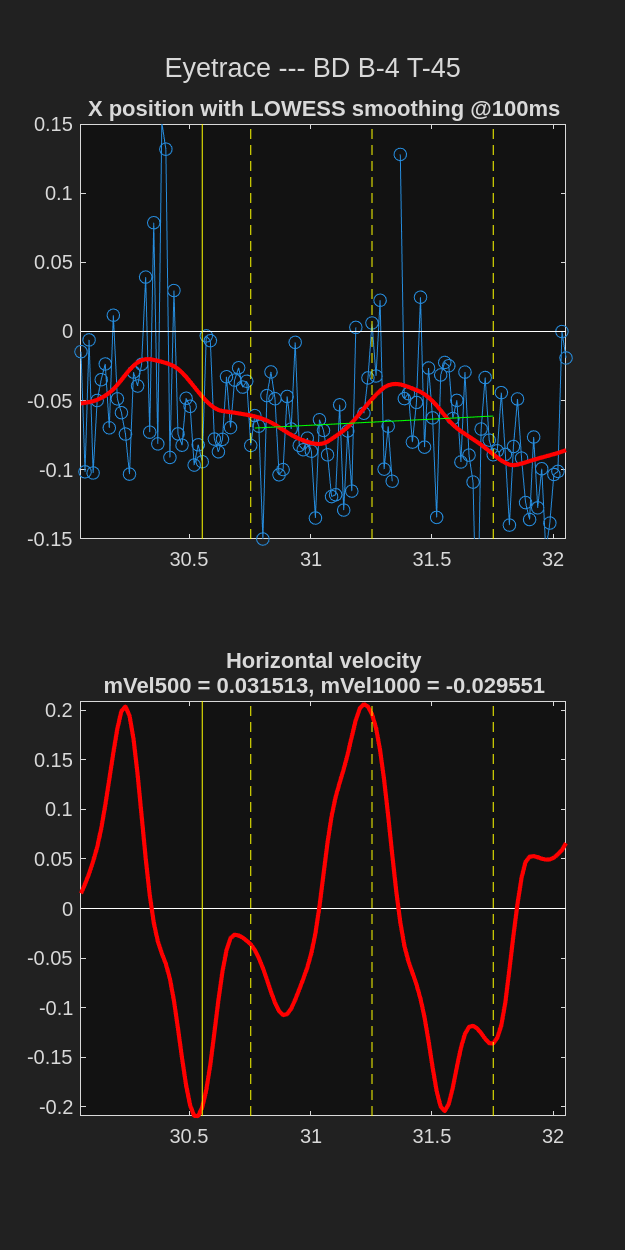 Eyetrace --- BD B-4 T-45
X position with LOWESS smoothing @100ms
0.15
0.1
0.05
0
-0.05
-0.1
-0.15
30.5 31 31.5 32
Horizontal velocity
mVel500 = 0.031513, mVel1000 = -0.029551
0.2
0.15
0.1
0.05
0
-0.05
-0.1
-0.15
-0.2
30.5 31 31.5 32